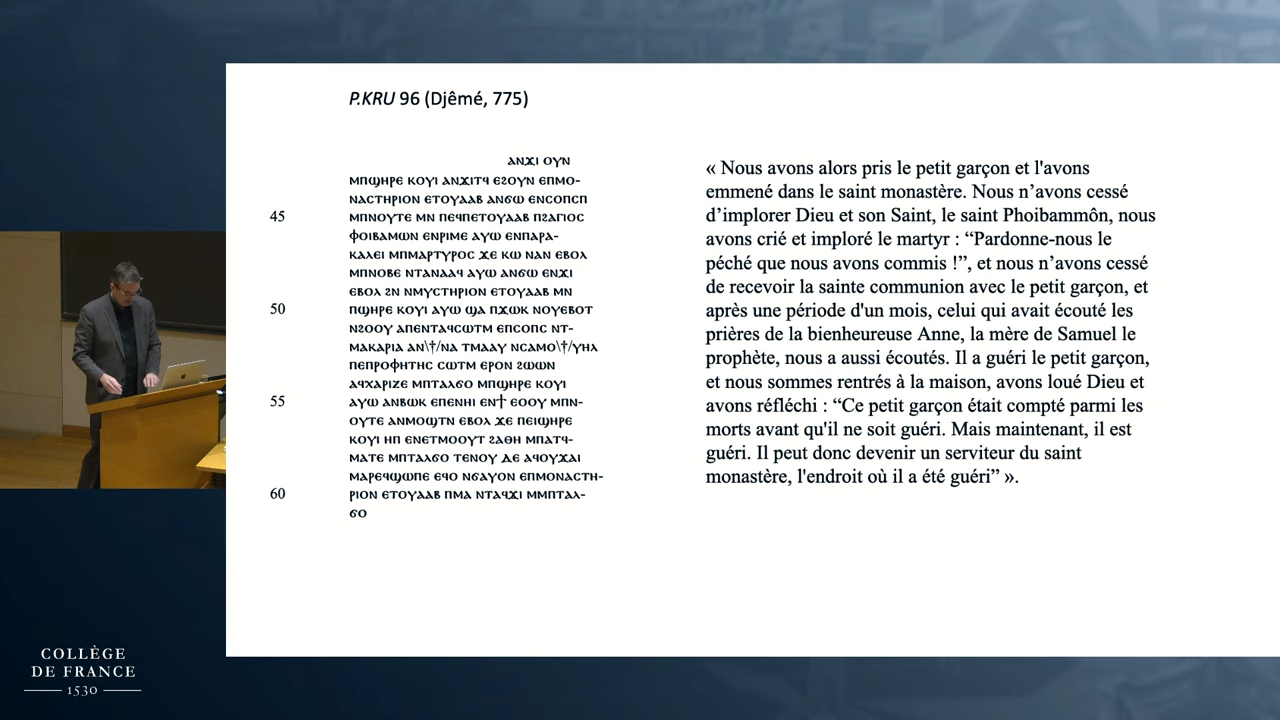 P.KRU 96 (Djêmé, 775)
ⲁⲛϫⲓ ⲟⲩⲛ
ⲙⲡϣⲏⲣⲉ ⲕⲟⲩⲓ ⲁⲛϫⲓⲧϥ ⲉϩⲟⲩⲛ ⲉⲡⲙⲟ-
ⲛⲁⲥⲧⲏⲣⲓⲟⲛ ⲉⲧⲟⲩⲁⲁⲃ ⲁⲛϭⲱ ⲉⲛⲥⲟⲡⲥⲡ
45 ⲙⲡⲛⲟⲩⲧⲉ ⲙⲛ ⲡⲉϥⲡⲉⲧⲟⲩⲁⲁⲃ ⲡϩⲁⲅⲓⲟⲥ
ⲫⲟⲓⲃⲁⲙⲱⲛ ⲉⲛⲣⲓⲙⲉ ⲁⲩⲱ ⲉⲛⲡⲁⲣⲁ-
ⲕⲁⲗⲉⲓ ⲙⲡⲙⲁⲣⲧⲩⲣⲟⲥ ϫⲉ ⲕⲱ ⲛⲁⲛ ⲉⲃⲟⲗ
ⲙⲡⲛⲟⲃⲉ ⲛⲧⲁⲛⲁⲁϥ ⲁⲩⲱ ⲁⲛϭⲱ ⲉⲛϫⲓ
ⲉⲃⲟⲗ ϩⲛ ⲛⲙⲩⲥⲧⲏⲣⲓⲟⲛ ⲉⲧⲟⲩⲁⲁⲃ ⲙⲛ
50 ⲡϣⲏⲣⲉ ⲕⲟⲩⲓ ⲁⲩⲱ ϣⲁ ⲡϫⲱⲕ ⲛⲟⲩⲉⲃⲟⲧ
ⲛϩⲟⲟⲩ ⲁⲡⲉⲛⲧⲁϥⲥⲱⲧⲙ ⲉⲡⲥⲟⲡⲥ ⲛⲧ-
ⲙⲁⲕⲁⲣⲓⲁ ⲁⲛ\†/ⲛⲁ ⲧⲙⲁⲁⲩ ⲛⲥⲁⲙⲟ\†/ⲩⲏⲗ
ⲡⲉⲡⲣⲟⲫⲏⲧⲏⲥ ⲥⲱⲧⲙ ⲉⲣⲟⲛ ϩⲱⲱⲛ
ⲁϥⲭⲁⲣⲓⲍⲉ ⲙⲡⲧⲁⲗϭⲟ ⲙⲡϣⲏⲣⲉ ⲕⲟⲩⲓ
55 ⲁⲩⲱ ⲁⲛⲃⲱⲕ ⲉⲡⲉⲛⲏⲓ ⲉⲛϯ ⲉⲟⲟⲩ ⲙⲡⲛ-
ⲟⲩⲧⲉ ⲁⲛⲙⲟϣⲧⲛ ⲉⲃⲟⲗ ϫⲉ ⲡⲉⲓϣⲏⲣⲉ
ⲕⲟⲩⲓ ⲏⲡ ⲉⲛⲉⲧⲙⲟⲟⲩⲧ ϩⲁⲑⲏ ⲙⲡⲁⲧϥ-
ⲙⲁⲧⲉ ⲙⲡⲧⲁⲗϭⲟ ⲧⲉⲛⲟⲩ ⲇⲉ ⲁϥⲟⲩϫⲁⲓ
ⲙⲁⲣⲉϥϣⲱⲡⲉ ⲉϥⲟ ⲛϭⲁⲩⲟⲛ ⲉⲡⲙⲟⲛⲁⲥⲧⲏ-
60 ⲣⲓⲟⲛ ⲉⲧⲟⲩⲁⲁⲃ ⲡⲙⲁ ⲛⲧⲁϥϫⲓ ⲙⲙⲡⲧⲁⲗ-
ϭⲟ
« Nous avons alors pris le petit garçon et l'avons
emmené dans le saint monastère. Nous n’avons cessé
d’implorer Dieu et son Saint, le saint Phoibammôn, nous
avons crié et imploré le martyr : “Pardonne-nous le
péché que nous avons commis !”, et nous n’avons cessé
de recevoir la sainte communion avec le petit garçon, et
après une période d'un mois, celui qui avait écouté les
prières de la bienheureuse Anne, la mère de Samuel le
prophète, nous a aussi écoutés. Il a guéri le petit garçon,
et nous sommes rentrés à la maison, avons loué Dieu et
avons réfléchi : “Ce petit garçon était compté parmi les
morts avant qu'il ne soit guéri. Mais maintenant, il est
guéri. Il peut donc devenir un serviteur du saint
monastère, l'endroit où il a été guéri” ».
COLLÈGE
DE FRANCE
1530